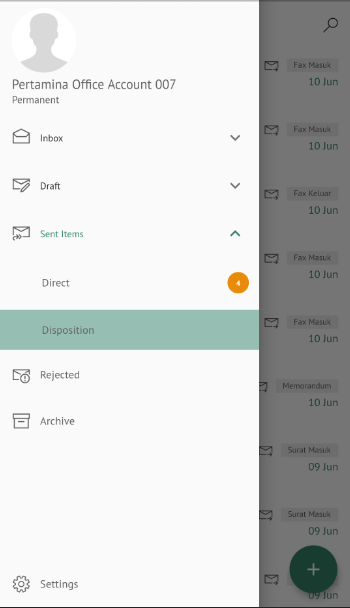 Pertamina Office Account 007
Permanent
Inbox
Draft
Sent Items
Direct
4
Disposition
Rejected
Archive
Settings
Fax Masuk
10 Jun
Fax Masuk
10 Jun
Fax Keluar
10 Jun
Fax Masuk
10 Jun
Fax Masuk
10 Jun
Memorandum
10 Jun
Surat Masuk
09 Jun
Surat Masuk
09 Jun
09 Jun